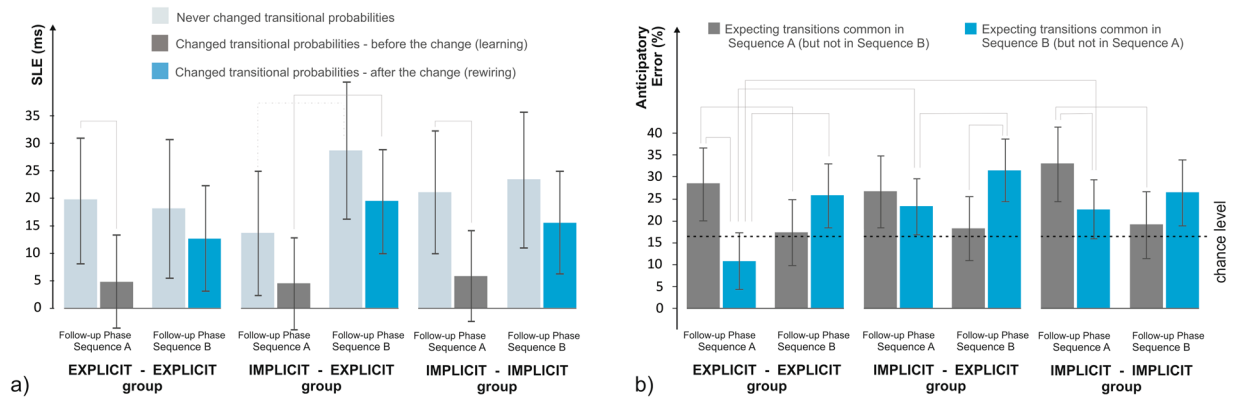 Never changed transitional probabilities
Changed transitional probabilities - before the change (learning)
Changed transitional probabilities - after the change (rewiring)
SLE (ms)
35
30
25
20
15
10
5
0
Follow-up Phase
Sequence A
Follow-up Phase
Sequence B
Follow-up Phase
Sequence A
Follow-up Phase
Sequence B
Follow-up Phase
Sequence A
Follow-up Phase
Sequence B
EXPLICIT - EXPLICIT
group
IMPLICIT - EXPLICIT
group
IMPLICIT - IMPLICIT
group
a)
Expecting transitions common in
Sequence A (but not in Sequence B)
Expecting transitions common in
Sequence B (but not in Sequence A)
Anticipatory
Error (%)
40
35
30
25
20
15
10
5
0
chance level
Follow-up Phase
Sequence A
Follow-up Phase
Sequence B
Follow-up Phase
Sequence A
Follow-up Phase
Sequence B
Follow-up Phase
Sequence A
Follow-up Phase
Sequence B
EXPLICIT - EXPLICIT
group
IMPLICIT - EXPLICIT
group
IMPLICIT - IMPLICIT
group
b)